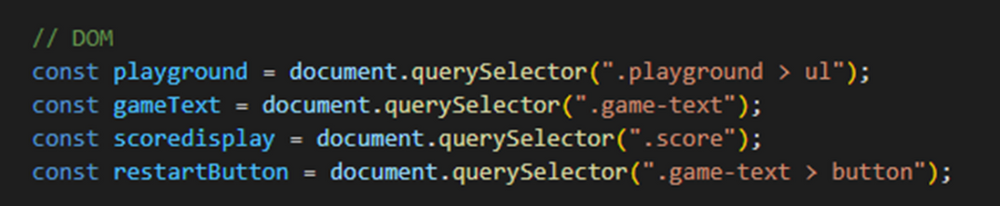 // DOM
const playground = document.querySelector(".playground > ul");
const gameText = document.querySelector(".game-text");
const scoredisplay = document.querySelector(".score");
const restartButton = document.querySelector(".game-text > button");